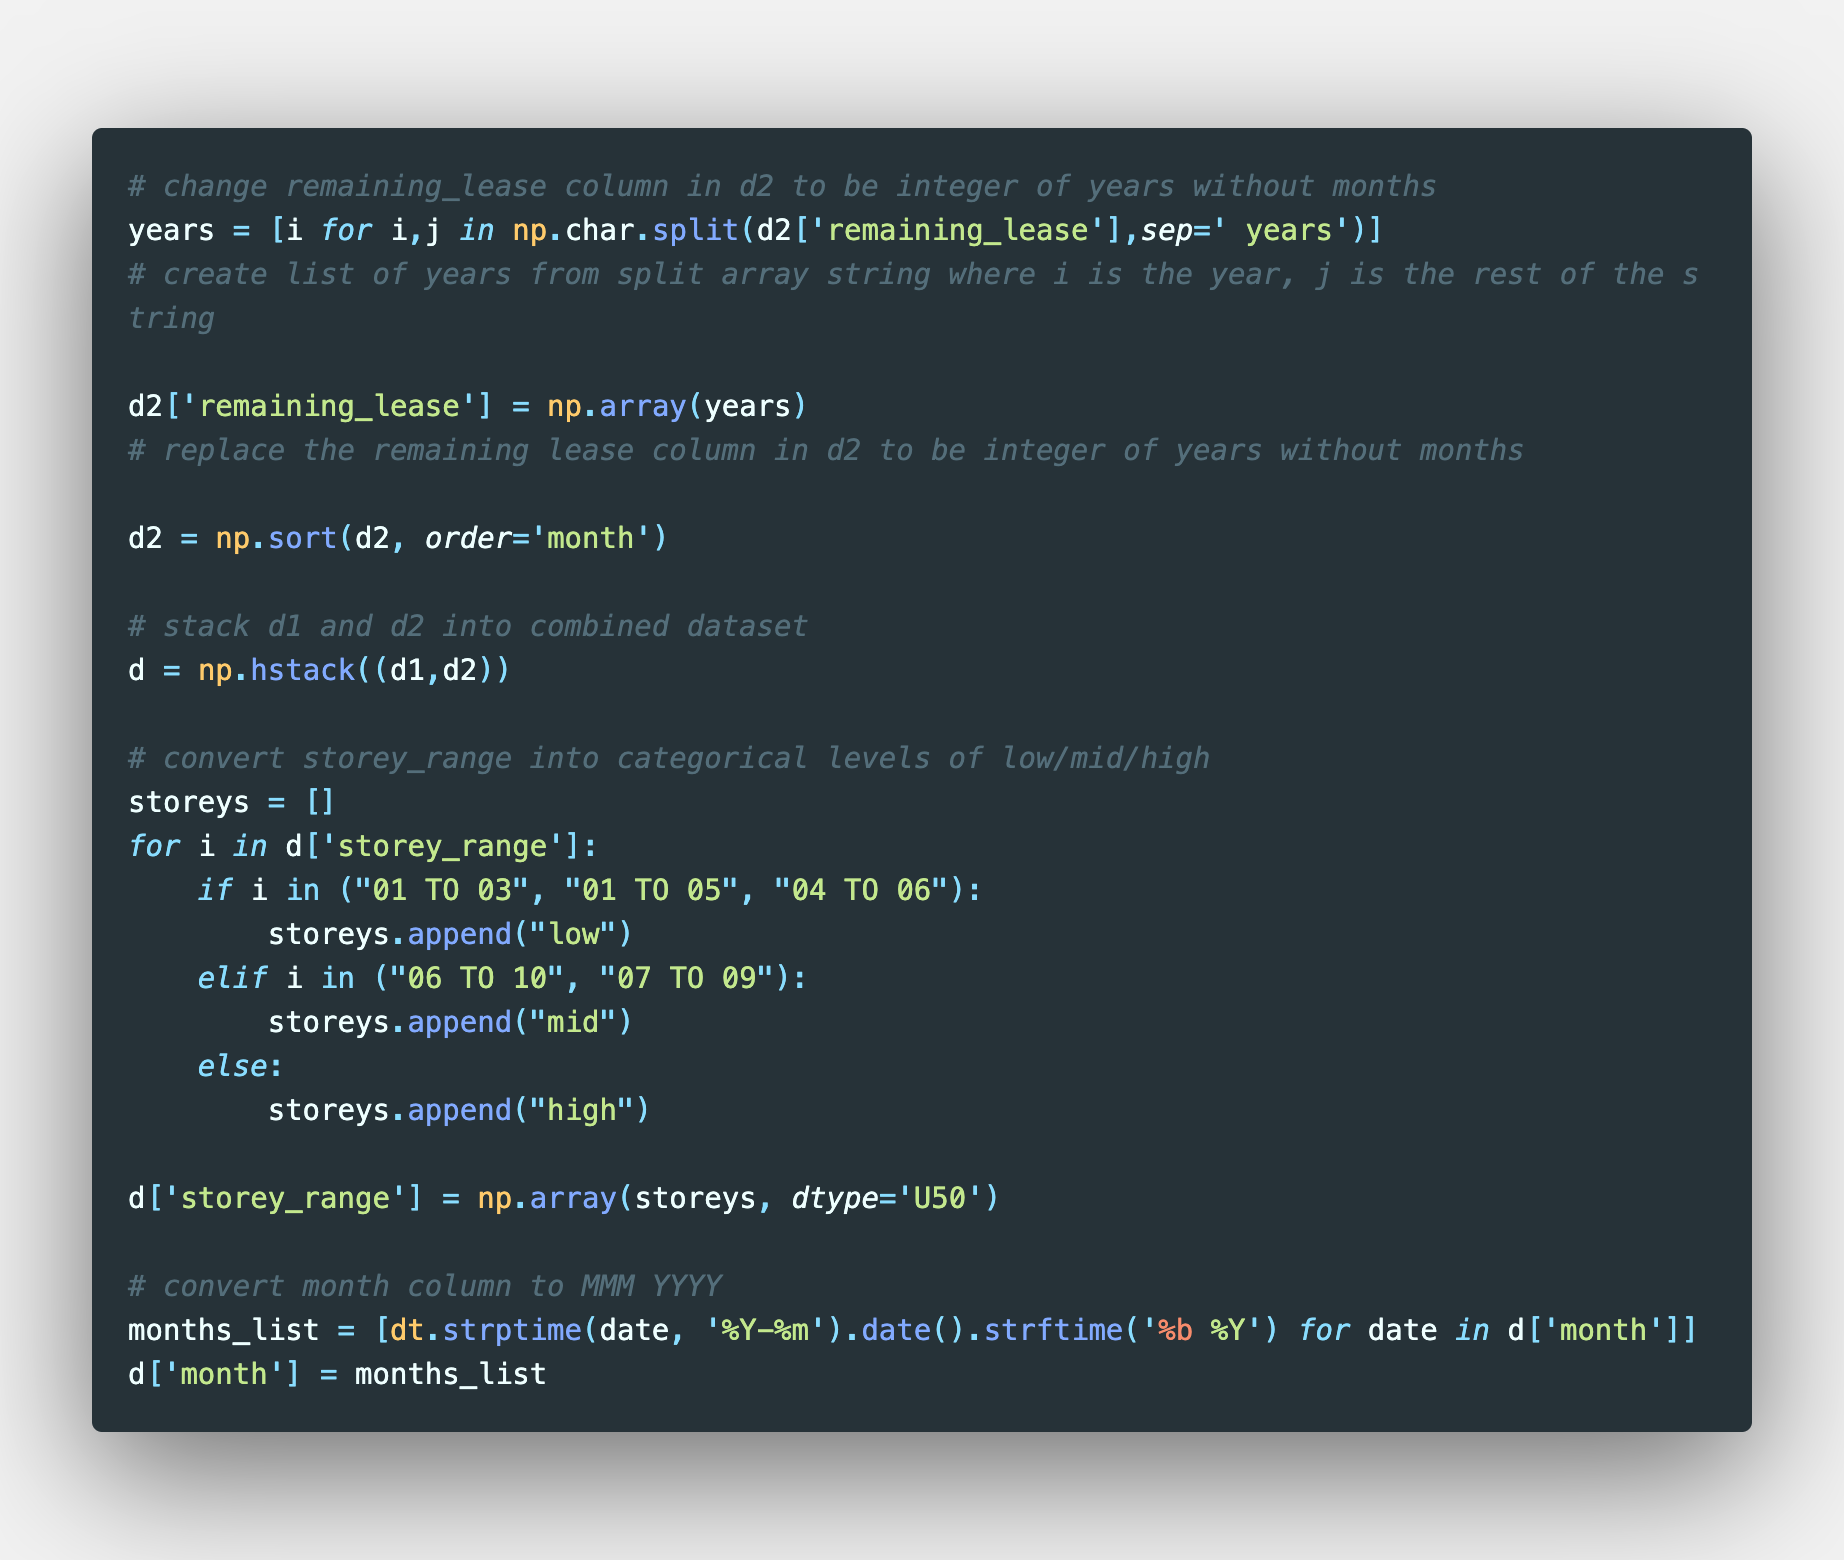 # change remaining_lease column in d2 to be integer of years without months
years = [i for i,j in np.char.split(d2['remaining_lease'],sep=' years')]
# create list of years from split array string where i is the year, j is the rest of the s
tring
d2['remaining_lease'] = np.array(years)
# replace the remaining lease column in d2 to be integer of years without months
d2 = np.sort(d2, order='month')
# stack d1 and d2 into combined dataset
d = np.hstack((d1,d2))
# convert storey_range into categorical levels of low/mid/high
storeys = []
for i in d['storey_range']:
    if i in ("01 TO 03", "01 TO 05", "04 TO 06"):
        storeys.append("low")
    elif i in ("06 TO 10", "07 TO 09"):
        storeys.append("mid")
    else:
        storeys.append("high")
d['storey_range'] = np.array(storeys, dtype='U50')
# convert month column to MMM YYYY
months_list = [dt.strptime(date, '%Y-%m').date().strftime('%b %Y') for date in d['month']]
d['month'] = months_list